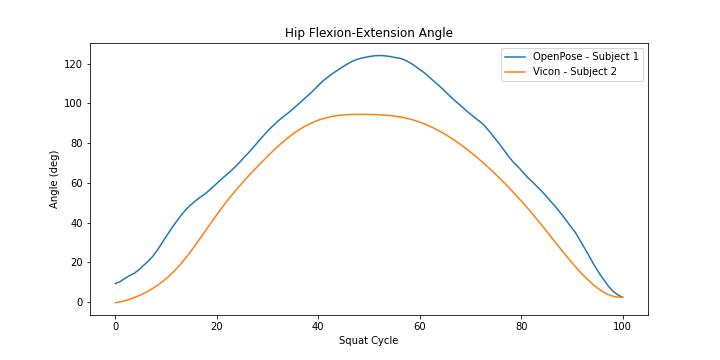 Hip Flexion-Extension Angle
OpenPose - Subject 1
Vicon - Subject 2
Angle (deg)
120
100
80
60
40
20
0
0 20 40 60 80 100
Squat Cycle